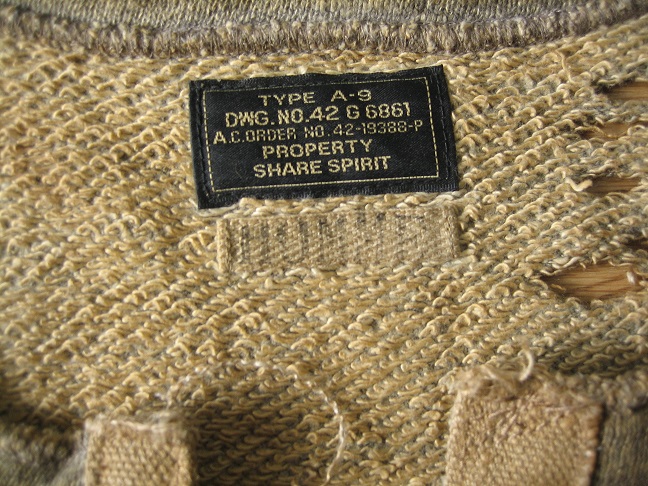 TYPE A-9
DWG.NO.42 G 6861
A.C.ORDER NO. 42-19388-P
PROPERTY
SHARE SPIRIT